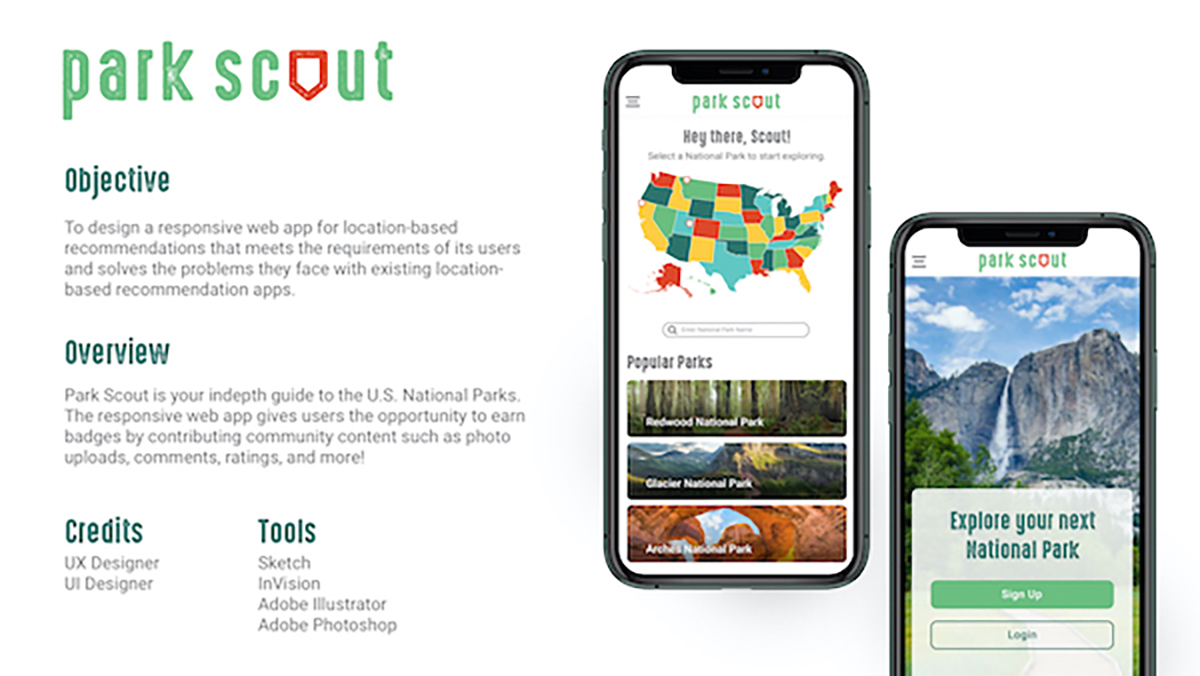 park scout
Objective
To design a responsive web app for location-based
recommendations that meets the requirements of its users
and solves the problems they face with existing location-
based recommendation apps.
Overview
Park Scout is your indepth guide to the U.S. National Parks.
The responsive web app gives users the opportunity to earn
badges by contributing community content such as photo
uploads, comments, ratings, and more!
Credits
UX Designer
UI Designer
Tools
Sketch
InVision
Adobe Illustrator
Adobe Photoshop
park scout
Hey there, Scout!
Select a National Park to start exploring.
Enter National Park Name
Popular Parks
Redwood National Park
Glacier National Park
Arches National Park
park scout
Explore your next
National Park
Sign Up
Login